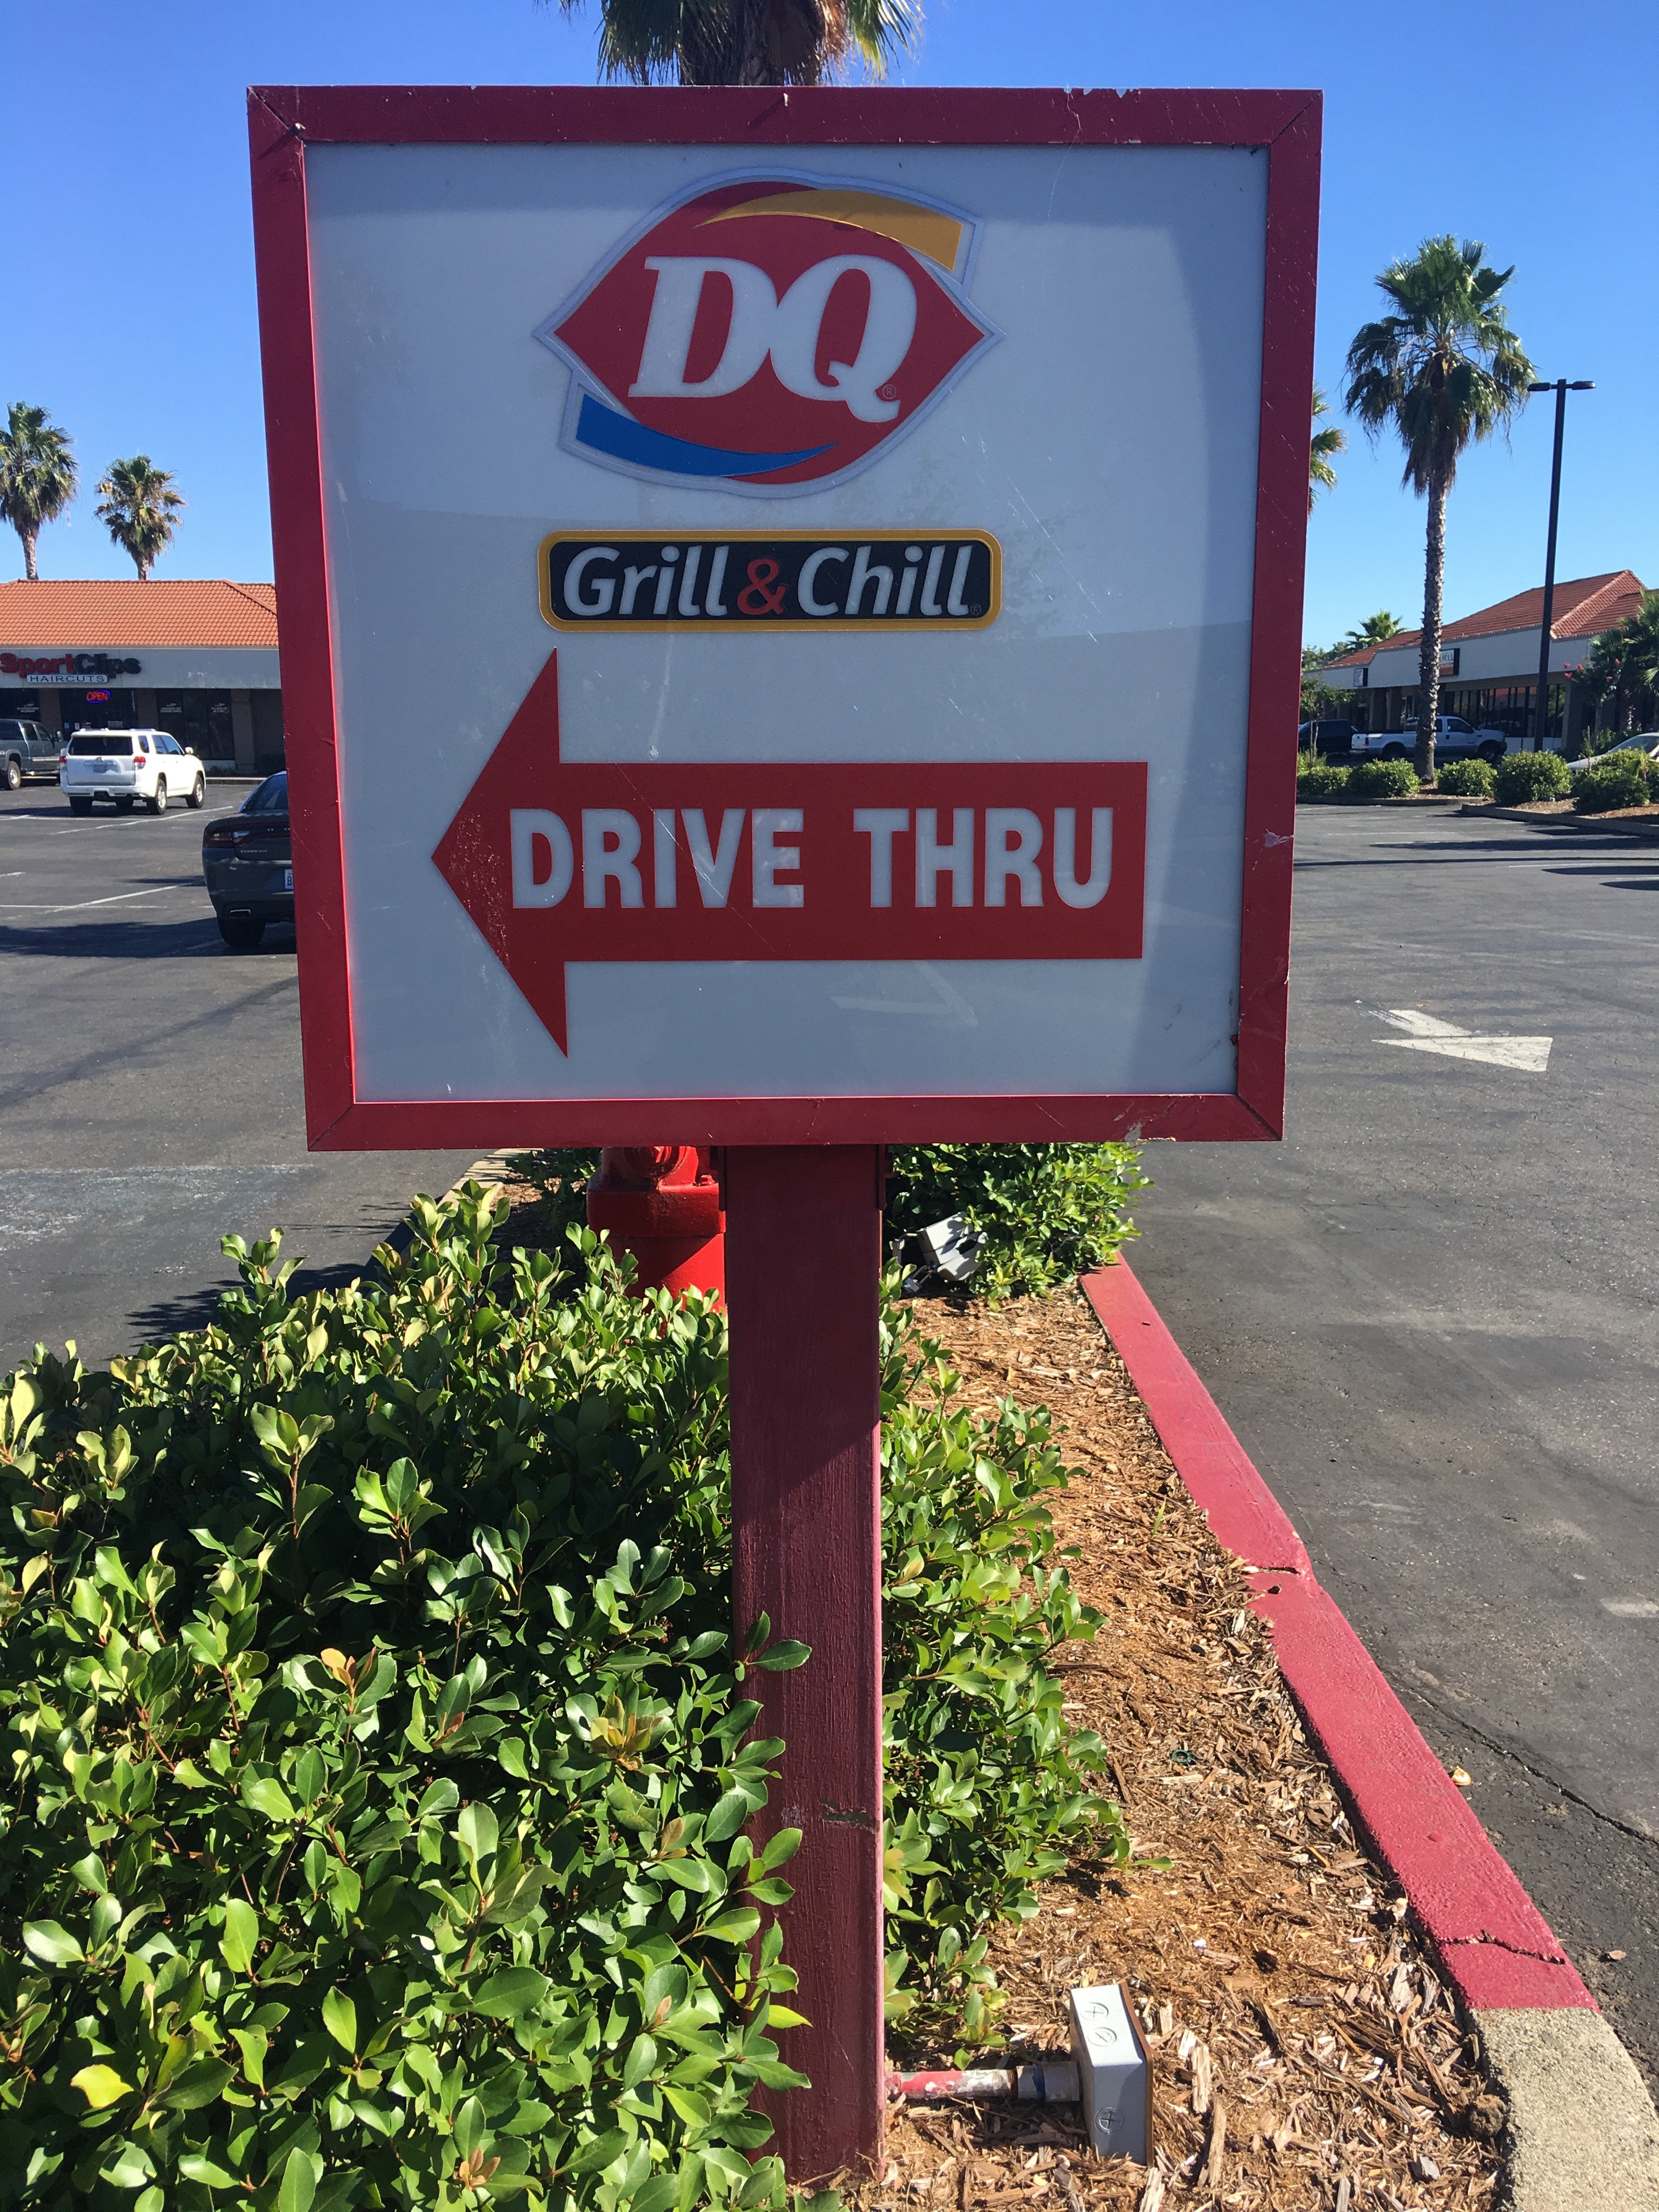 DQ®
Grill & Chill®
DRIVE THRU
SportClips
HAIRCUTS
OPEN